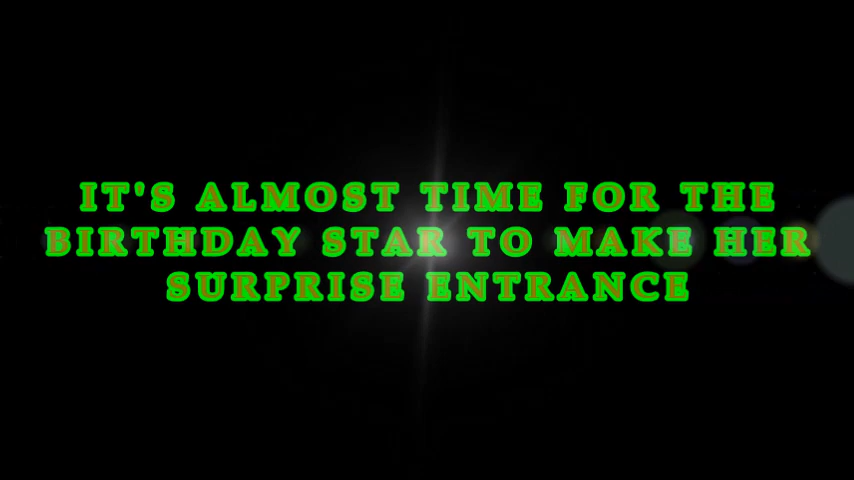 IT'S ALMOST TIME FOR THE
BIRTHDAY STAR TO MAKE HER
SURPRISE ENTRANCE